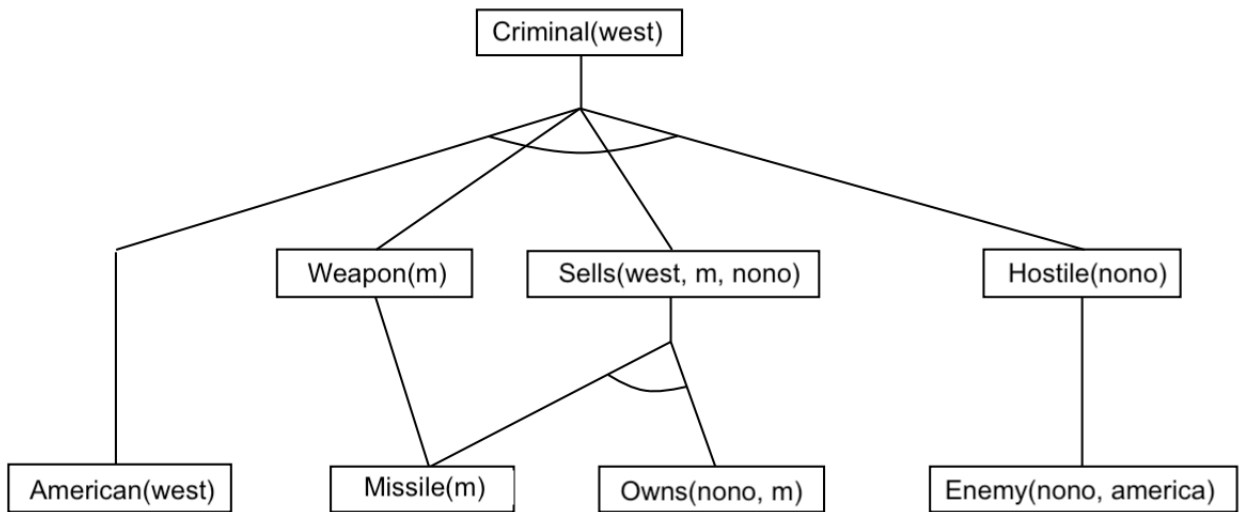 Criminal(west)
Weapon(m)
Sells(west, m, nono)
Hostile(nono)
American(west)
Missile(m)
Owns(nono, m)
Enemy(nono, america)